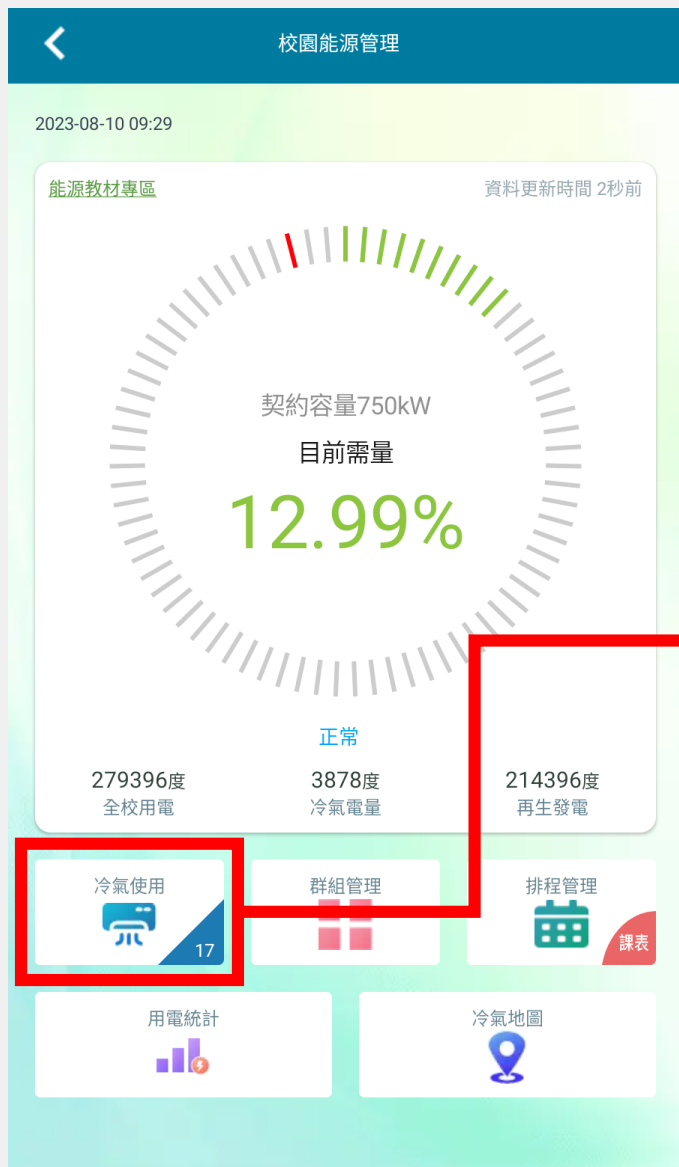 校園能源管理
2023-08-10 09:29
能源教材專區
資料更新時間 2秒前
契約容量750kW
目前需量
12.99%
正常
279396度
3878度
214396度
全校用電
冷氣電量
再生發電
冷氣使用
17
群組管理
排程管理
課表
用電統計
冷氣地圖